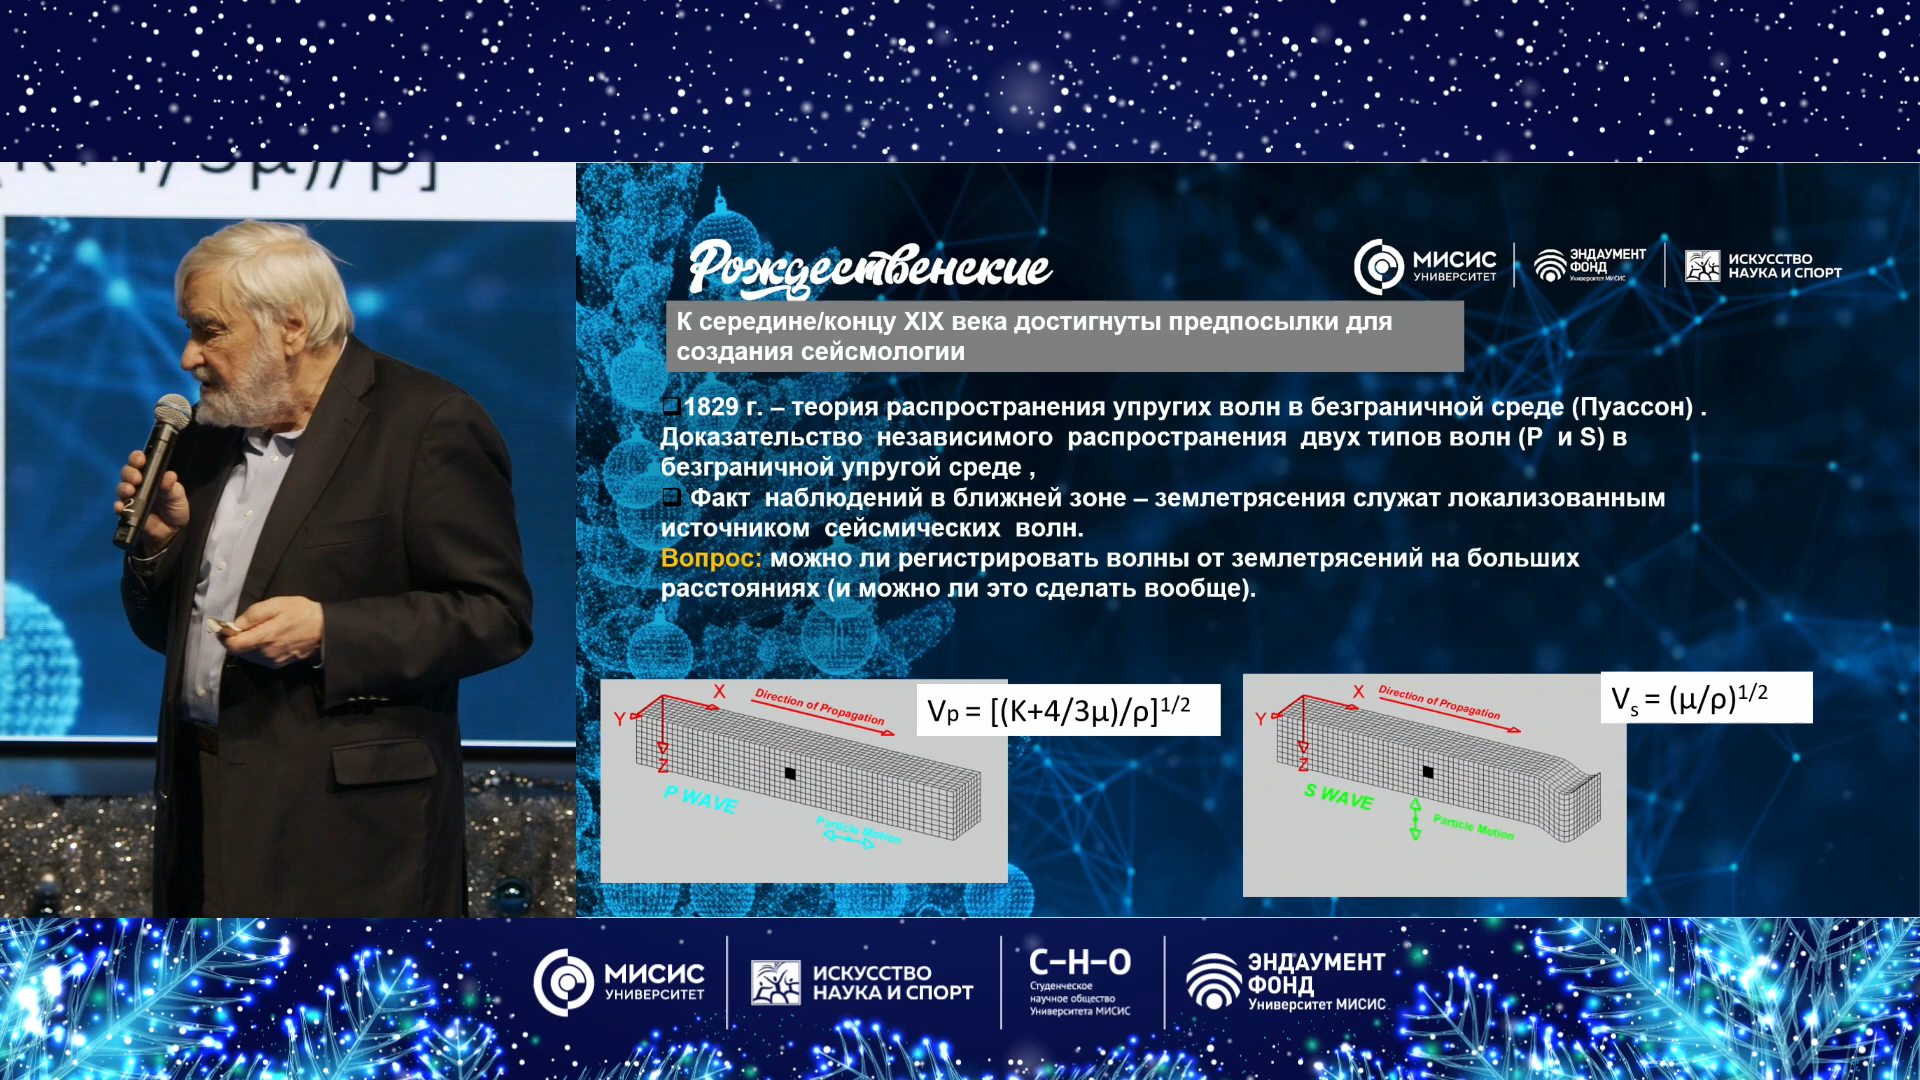 Рождественские
МИСИС
УНИВЕРСИТЕТ
ЭНДАУМЕНТ
ФОНД
Университет МИСИС
ИСКУССТВО
НАУКА И СПОРТ
К середине/концу XIX века достигнуты предпосылки для
создания сейсмологии
1829 г. – теория распространения упругих волн в безграничной среде (Пуассон) .
Доказательство независимого распространения двух типов волн (P и S) в
безграничной упругой среде ,
Факт наблюдений в ближней зоне – землетрясения служат локализованным
источником сейсмических волн.
Вопрос: можно ли регистрировать волны от землетрясений на больших
расстояниях (и можно ли это сделать вообще).
X
Y
Z
Direction of Propagation
P WAVE
Particle Motion
Vp = [(K+4/3μ)/ρ]1/2
X
Y
Z
Direction of Propagation
S WAVE
Particle Motion
Vs = (μ/ρ)1/2
2
МИСИС
УНИВЕРСИТЕТ
ИСКУССТВО
НАУКА И СПОРТ
С–Н–О
Студенческое
научное общество
Университета МИСИС
ЭНДАУМЕНТ
ФОНД
Университет МИСИС